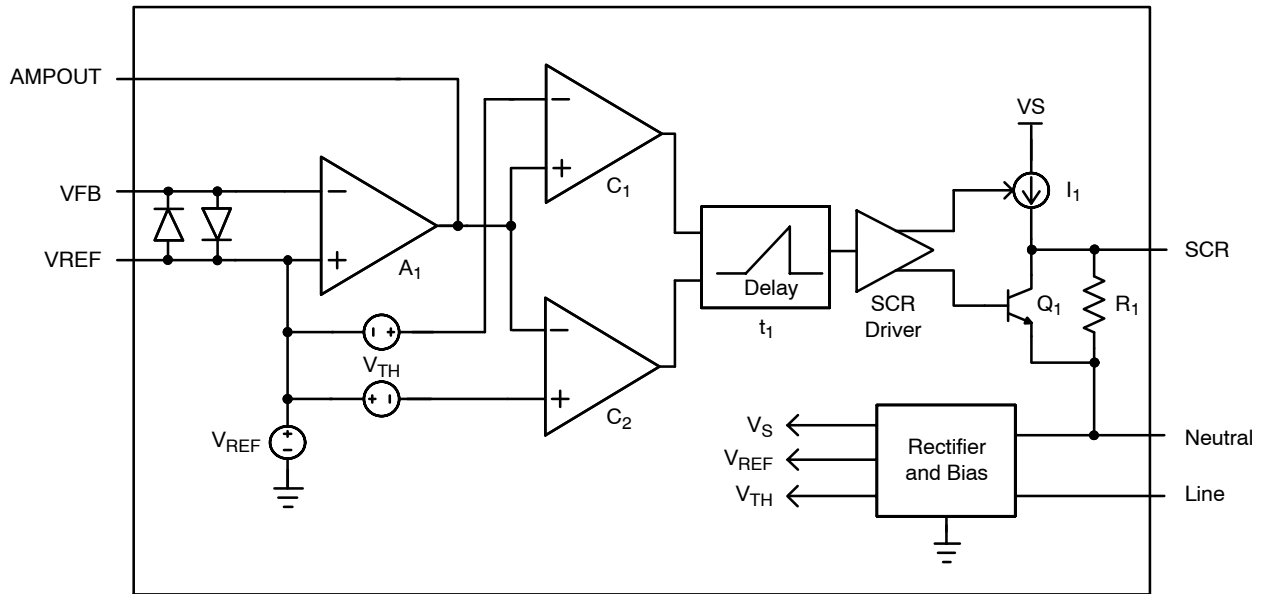 AMPOUT
VFB
VREF
−
+
A1
−
+
C1
−
+
C2
− +
VTH
+ −
VREF
+
−
Delay
t1
SCR
Driver
VS
I1
Q1
R1
SCR
Neutral
Line
VS
VREF
VTH
Rectifier
and Bias